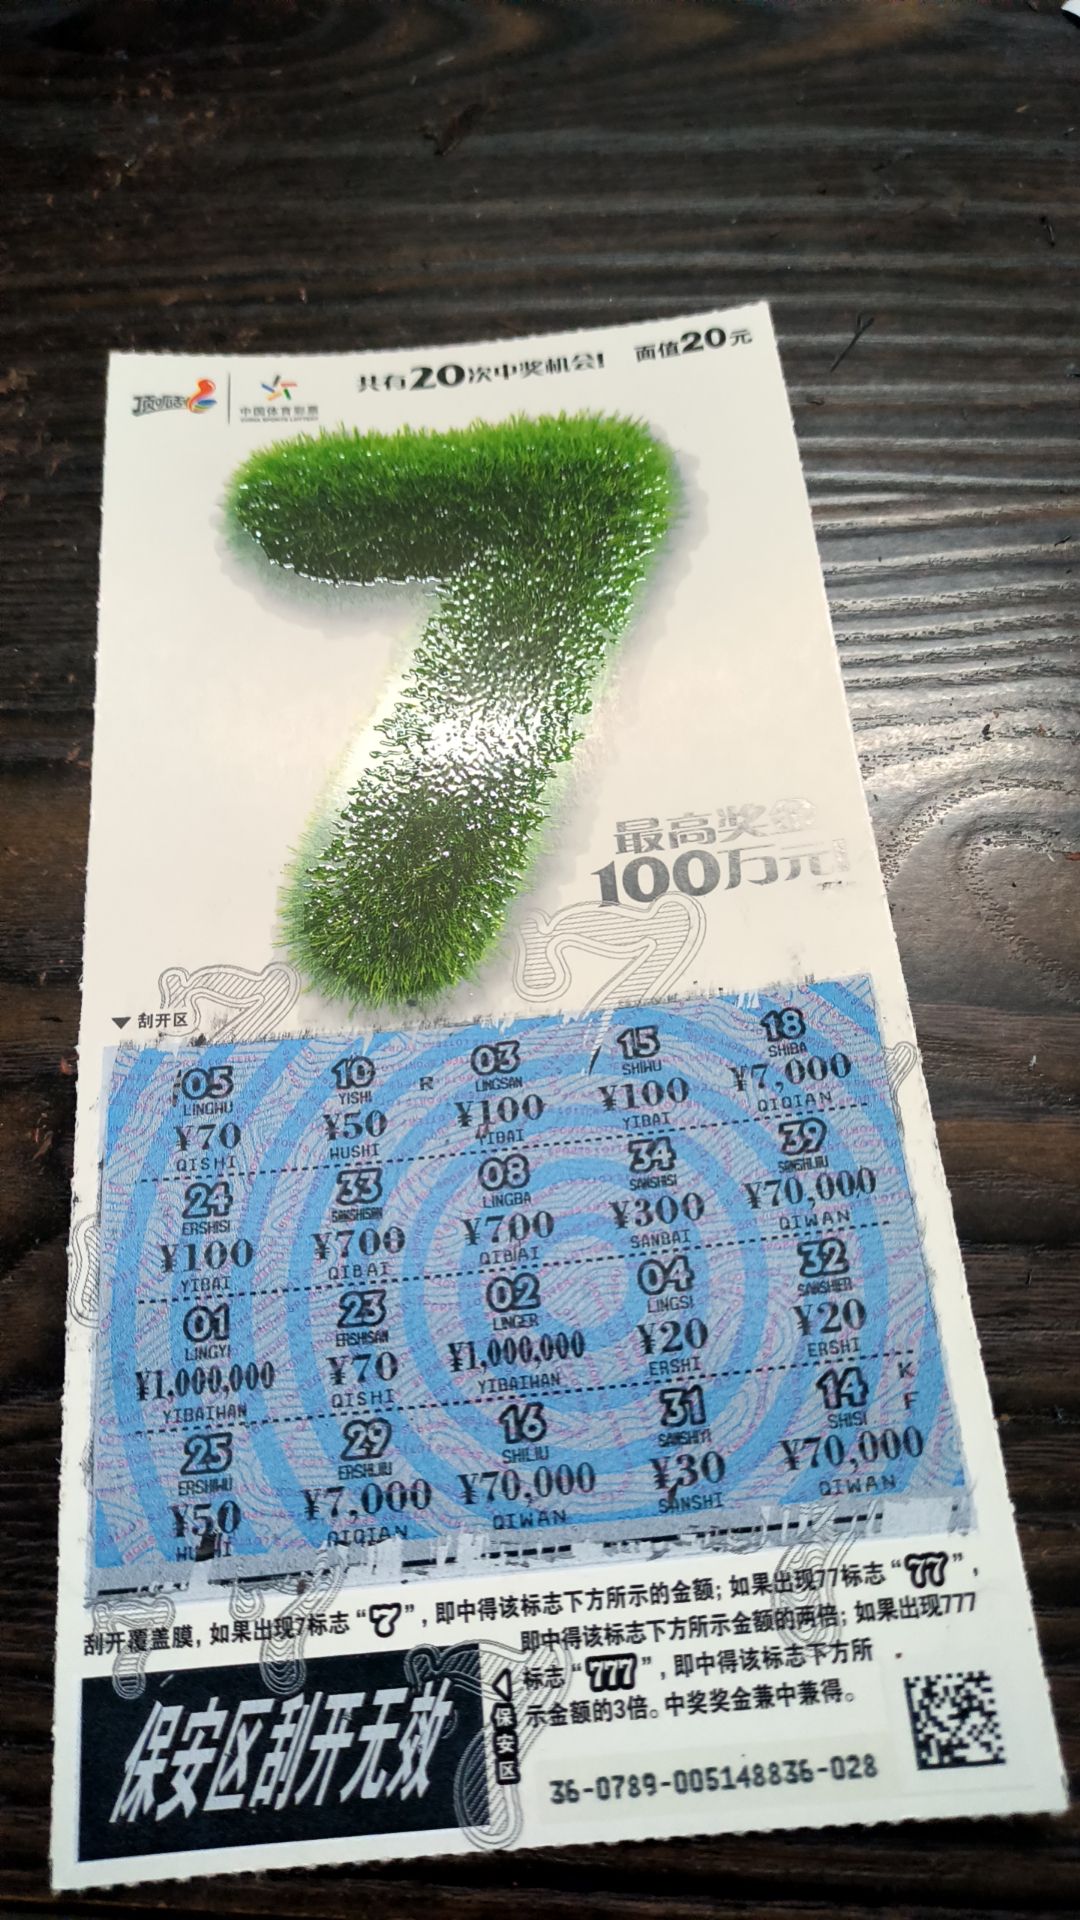 顶呱刮
中国体育彩票
CHINA SPORTS LOTTERY
共有20次中奖机会!
面值20元
最高奖金
100万元!
▼刮开区
05 10 R 03 15 18
LINGWU YISHI LINGSAN SHIWU SHIBA
¥70 ¥50 ¥100 ¥100 ¥7,000
QISHI WUSHI YIBAI YIBAI QIQIAN
24 33 08 34 39
ERSHISI SANSHISAN LINGBA SANSHISI SANSHIJIU
¥100 ¥700 ¥700 ¥300 ¥70,000
YIBAI QIBAI QIBAI SANBAI QIWAN
01 23 02 04 32
LINGYI ERSHISAN LINGER LINGSI SANSHIER
¥1,000,000 ¥70 ¥1,000,000 ¥20 ¥20
YIBAIWAN QISHI YIBAIWAN ERSHI ERSHI
K
25 29 16 31 14 F
ERSHIWU ERSHIJIU SHILIU SANSHIYI SHISI
¥50 ¥7,000 ¥70,000 ¥30 ¥70,000
QIQIAN QIWAN SANSHI QIWAN
刮开覆盖膜,如果出现7标志“7”,即中得该标志下方所示的金额;如果出现77标志“77”,
即中得该标志下方所示金额的两倍;如果出现777
标志“777”,即中得该标志下方所
示金额的3倍。中奖奖金兼中兼得。
保安区
保安区刮开无效
36-0789-005148836-028